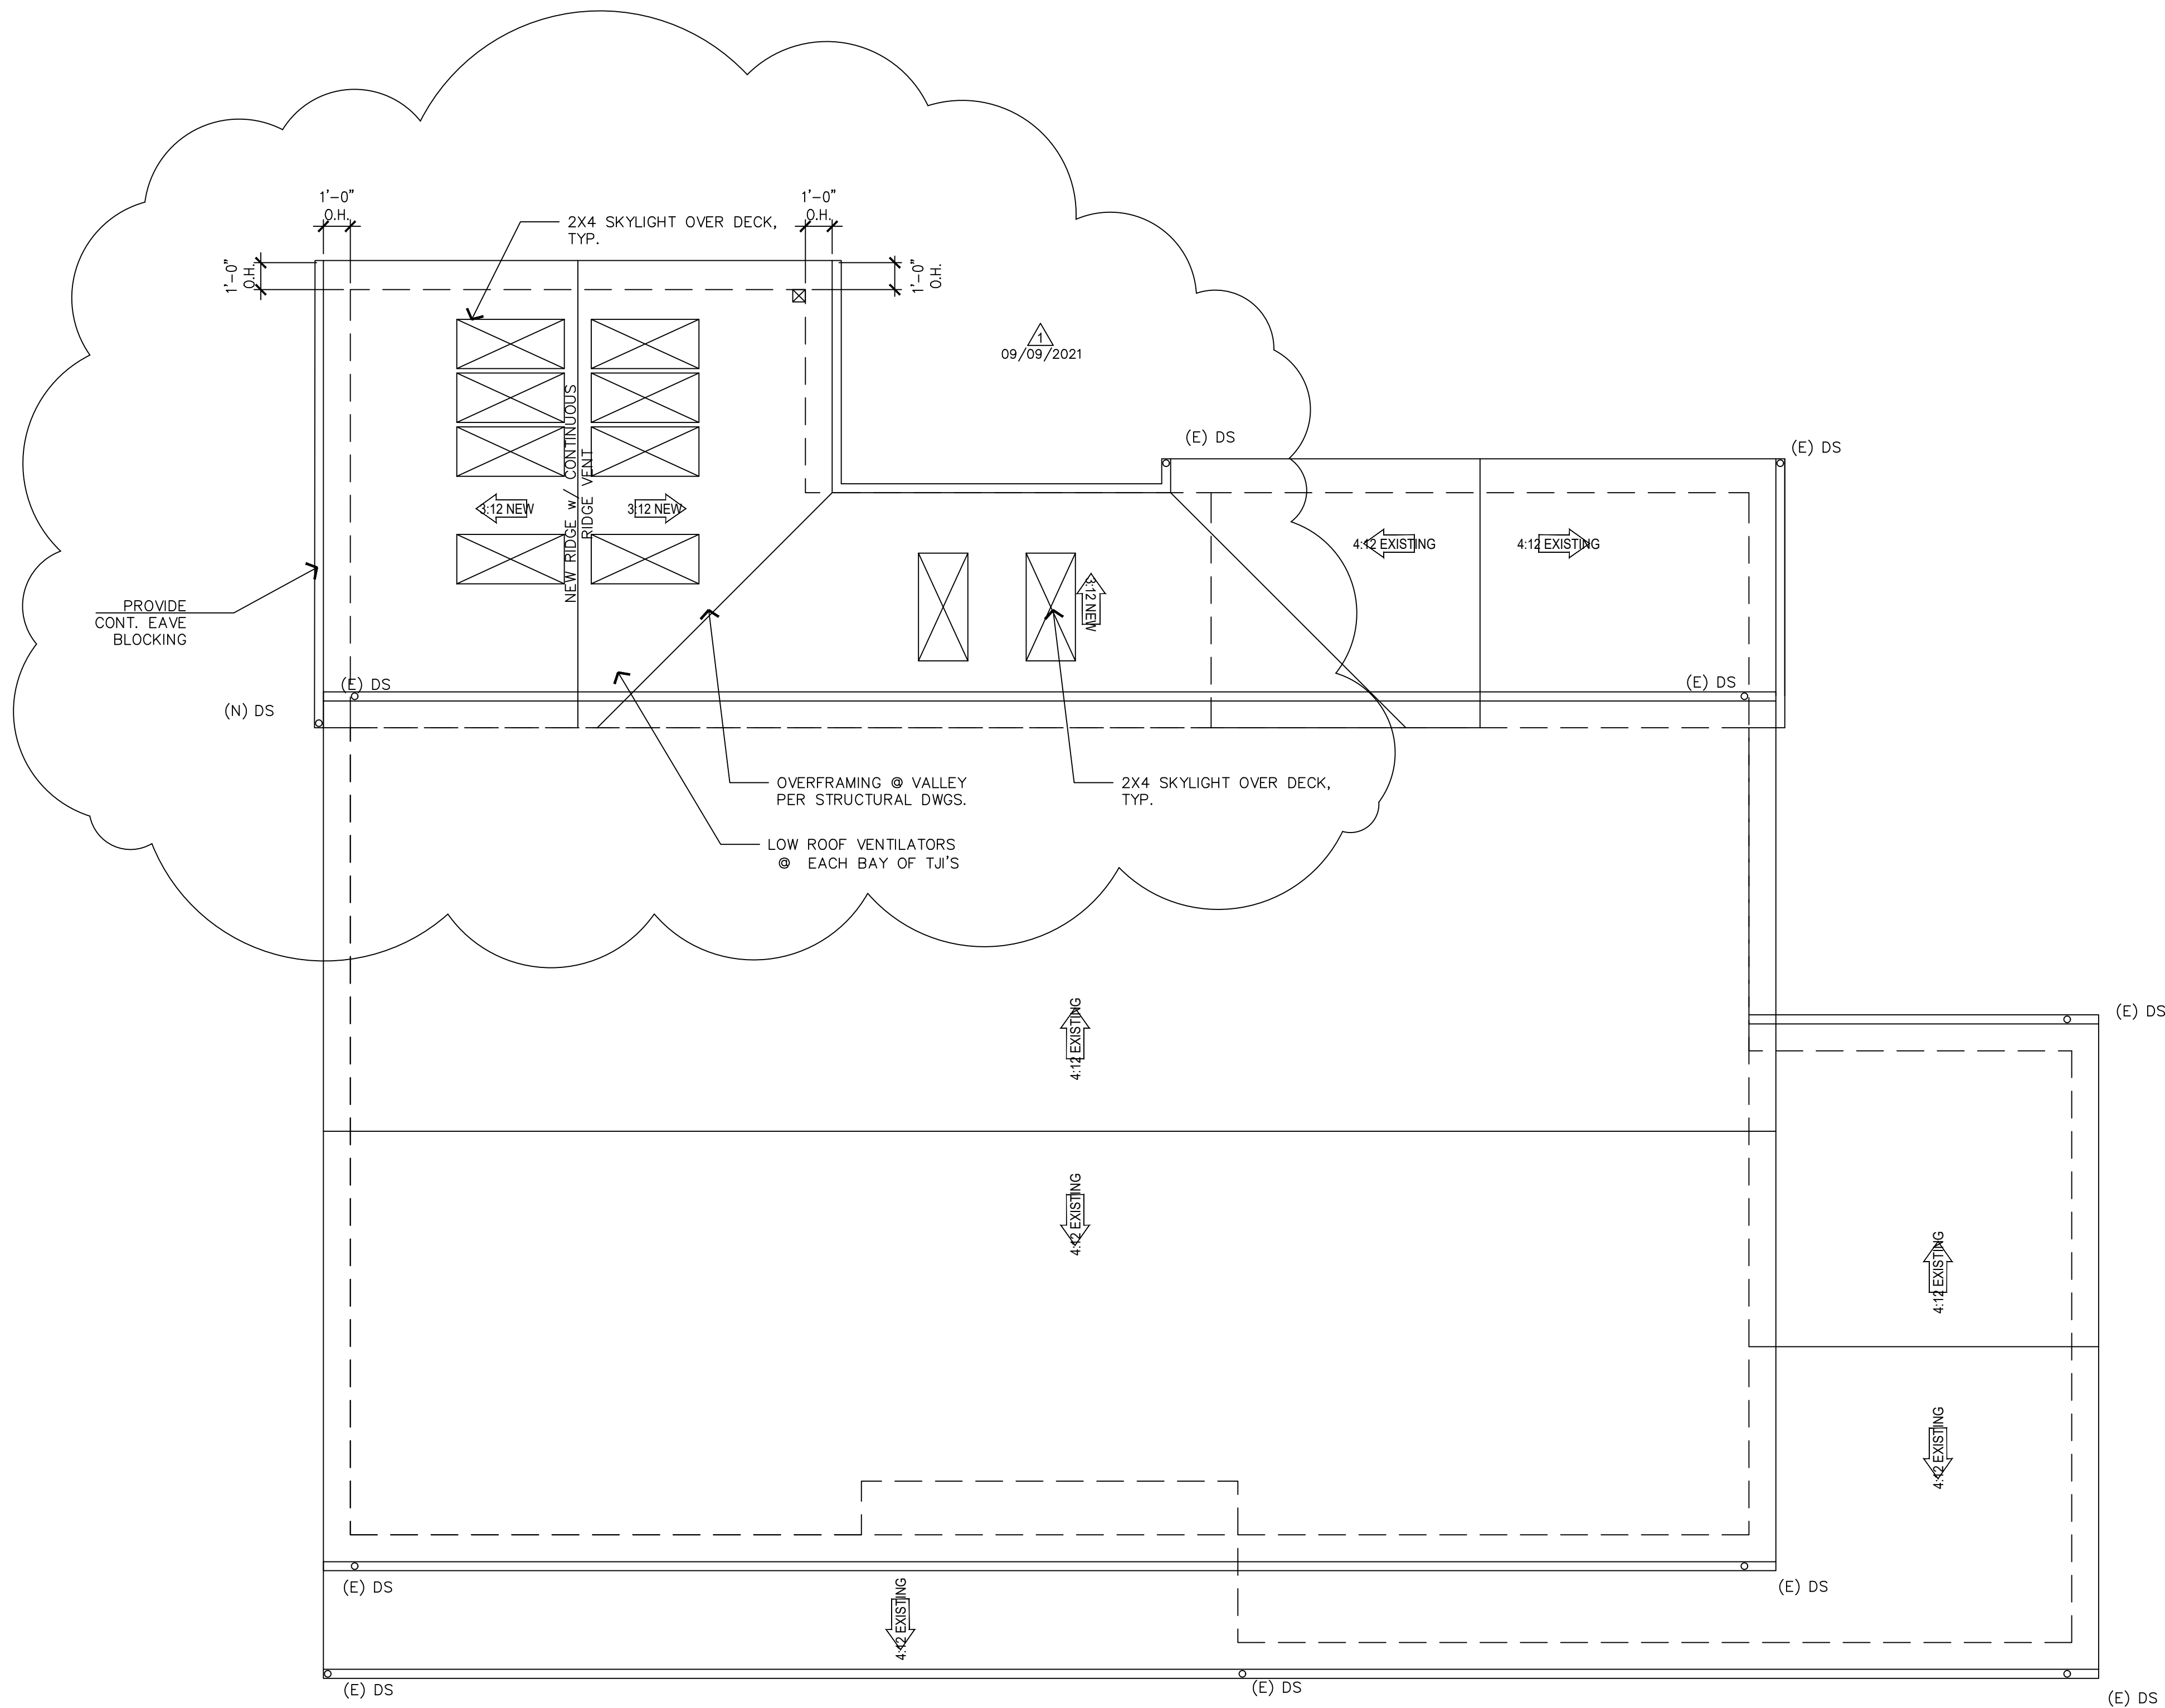 1'-0"
O.H.
1'-0"
O.H.
2X4 SKYLIGHT OVER DECK,
TYP.
1'-0"
O.H.
1'-0"
O.H.
1
09/09/2021
NEW RIDGE w/ CONTINUOUS
RIDGE VENT
(E) DS
(E) DS
3:12 NEW
3:12 NEW
4:12 EXISTING
4:12 EXISTING
3:12 NEW
PROVIDE
CONT. EAVE
BLOCKING
(E) DS
(E) DS
(N) DS
OVERFRAMING @ VALLEY
PER STRUCTURAL DWGS.
2X4 SKYLIGHT OVER DECK,
TYP.
LOW ROOF VENTILATORS
@ EACH BAY OF TJI'S
(E) DS
4:12 EXISTING
4:12 EXISTING
4:12 EXISTING
4:12 EXISTING
(E) DS
(E) DS
4:12 EXISTING
(E) DS
(E) DS
(E) DS